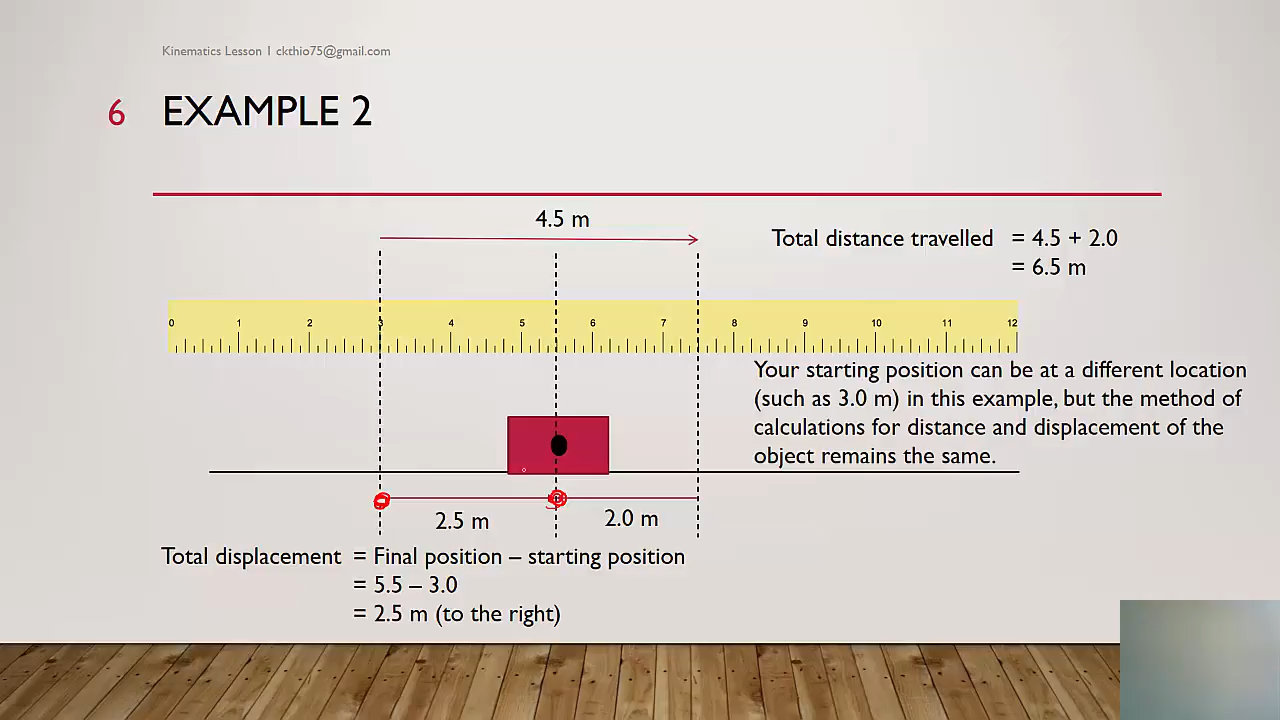 Kinematics Lesson 1 ckthio75@gmail.com
6 EXAMPLE 2
4.5 m
Total distance travelled = 4.5 + 2.0
= 6.5 m
0 1 2 3 4 5 6 7 8 9 10 11 12
Your starting position can be at a different location
(such as 3.0 m) in this example, but the method of
calculations for distance and displacement of the
object remains the same.
2.5 m 2.0 m
Total displacement = Final position – starting position
= 5.5 – 3.0
= 2.5 m (to the right)